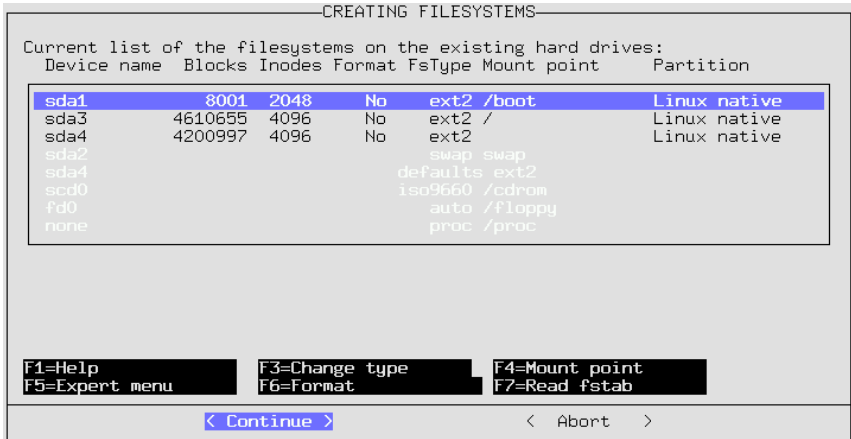 CREATING FILESYSTEMS
Current list of the filesystems on the existing hard drives:
Device name Blocks Inodes Format FsType Mount point Partition
sda1 8001 2048 No ext2 /boot Linux native
sda3 4610655 4096 No ext2 / Linux native
sda4 4200997 4096 No ext2 Linux native
sda2 swap swap
sda4 defaults ext2
scd0 iso9660 /cdrom
fd0 auto /floppy
none proc /proc
F1=Help F3=Change type F4=Mount point
F5=Expert menu F6=Format F7=Read fstab
< Continue > < Abort >